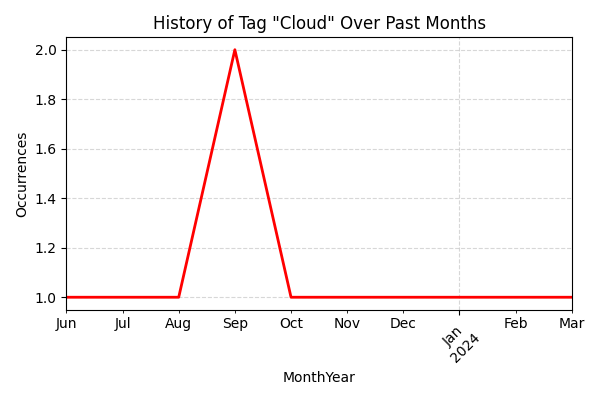 History of Tag "Cloud" Over Past Months
Occurrences
2.0
1.8
1.6
1.4
1.2
1.0
Jun Jul Aug Sep Oct Nov Dec Jan Feb Mar
2024
MonthYear